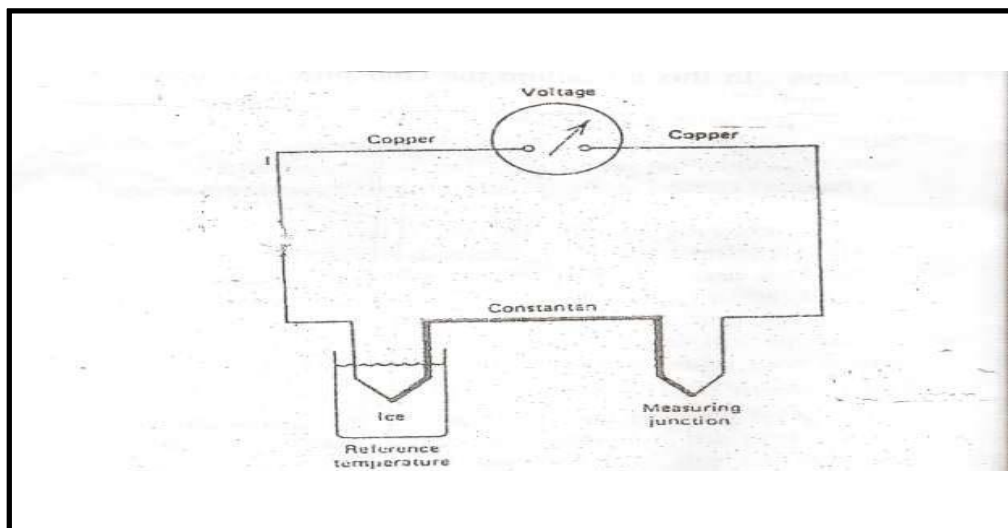 Voltage
Copper
Copper
Constantan
Ice
Measuring
junction
Reference
temperature